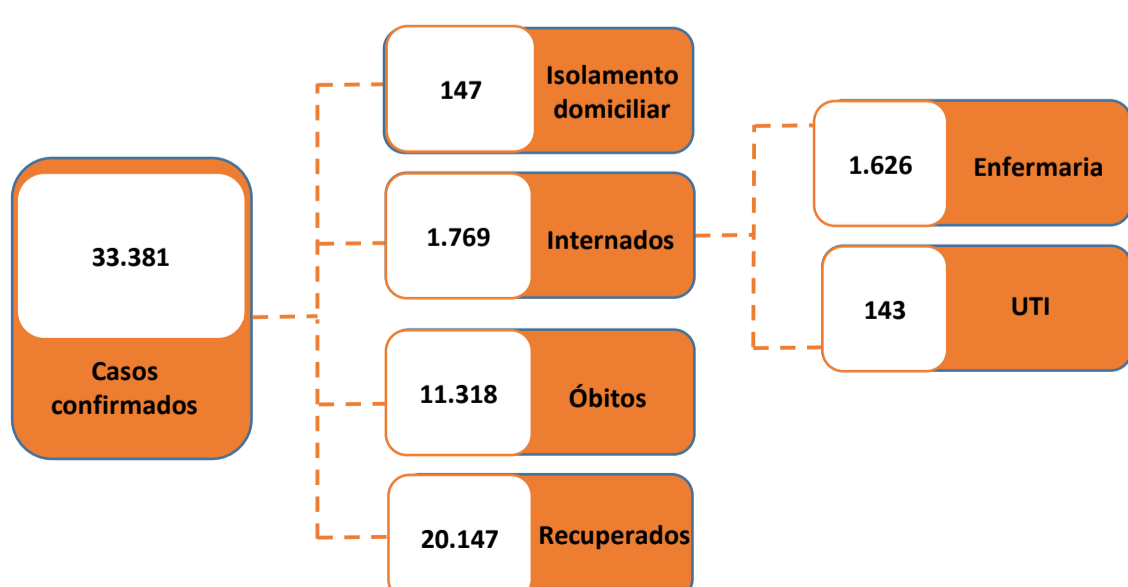 33.381
Casos
confirmados
147
Isolamento
domiciliar
1.769
Internados
11.318
Óbitos
20.147
Recuperados
1.626
Enfermaria
143
UTI